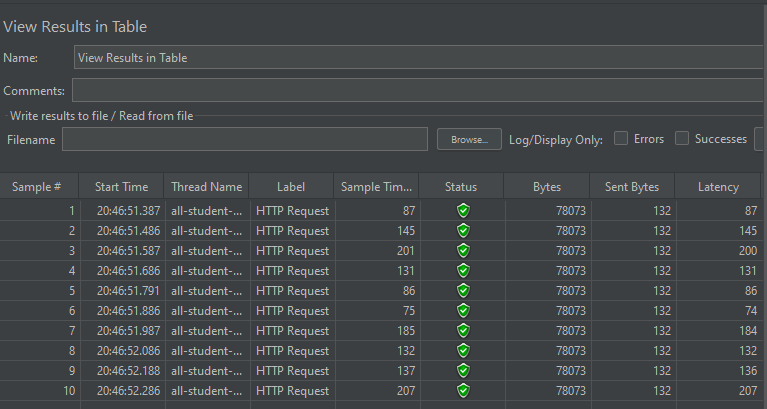 View Results in Table
Name: View Results in Table
Comments:
Write results to file / Read from file
Filename Browse... Log/Display Only: Errors Successes
Sample # Start Time Thread Name Label Sample Tim... Status Bytes Sent Bytes Latency
1 20:46:51.387 all-student-... HTTP Request 87 78073 132 87
2 20:46:51.486 all-student-... HTTP Request 145 78073 132 145
3 20:46:51.587 all-student-... HTTP Request 201 78073 132 200
4 20:46:51.686 all-student-... HTTP Request 131 78073 132 131
5 20:46:51.791 all-student-... HTTP Request 86 78073 132 86
6 20:46:51.886 all-student-... HTTP Request 75 78073 132 74
7 20:46:51.987 all-student-... HTTP Request 185 78073 132 184
8 20:46:52.086 all-student-... HTTP Request 132 78073 132 132
9 20:46:52.188 all-student-... HTTP Request 137 78073 132 136
10 20:46:52.286 all-student-... HTTP Request 207 78073 132 207